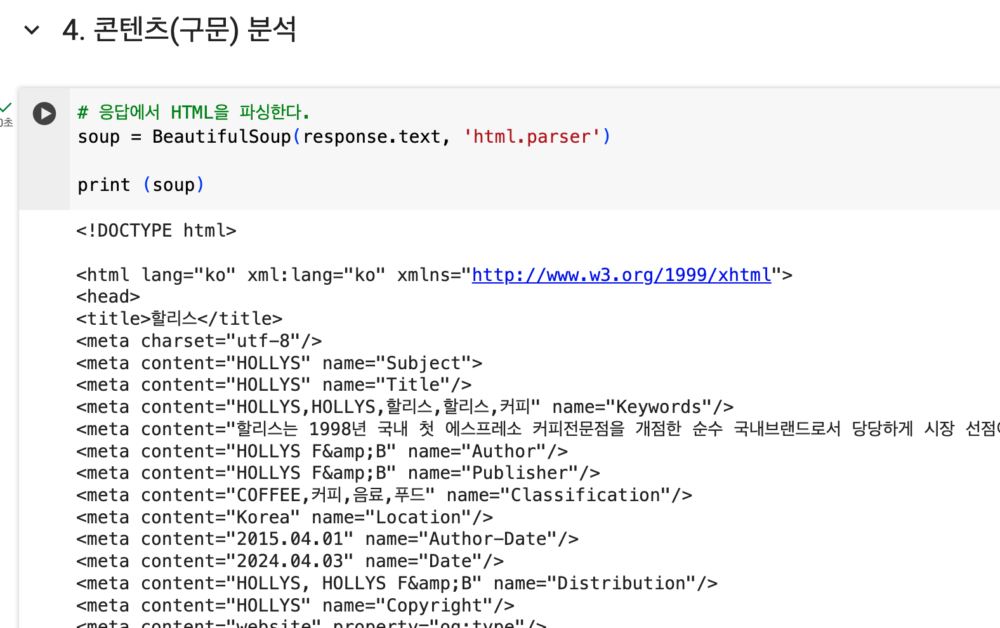 4. 콘텐츠(구문) 분석
0초
# 응답에서 HTML을 파싱한다.
soup = BeautifulSoup(response.text, 'html.parser')
print (soup)
<!DOCTYPE html>
<html lang="ko" xml:lang="ko" xmlns="http://www.w3.org/1999/xhtml">
<head>
<title>할리스</title>
<meta charset="utf-8"/>
<meta content="HOLLYS" name="Subject">
<meta content="HOLLYS" name="Title"/>
<meta content="HOLLYS,HOLLYS,할리스,할리스,커피" name="Keywords"/>
<meta content="할리스는 1998년 국내 첫 에스프레소 커피전문점을 개점한 순수 국내브랜드로서 당당하게 시장
<meta content="HOLLYS F&amp;B" name="Author"/>
<meta content="HOLLYS F&amp;B" name="Publisher"/>
<meta content="COFFEE,커피,음료,푸드" name="Classification"/>
<meta content="Korea" name="Location"/>
<meta content="2015.04.01" name="Author-Date"/>
<meta content="2024.04.03" name="Date"/>
<meta content="HOLLYS, HOLLYS F&amp;B" name="Distribution"/>
<meta content="HOLLYS" name="Copyright"/>
<meta content="website" property="og:type"/>